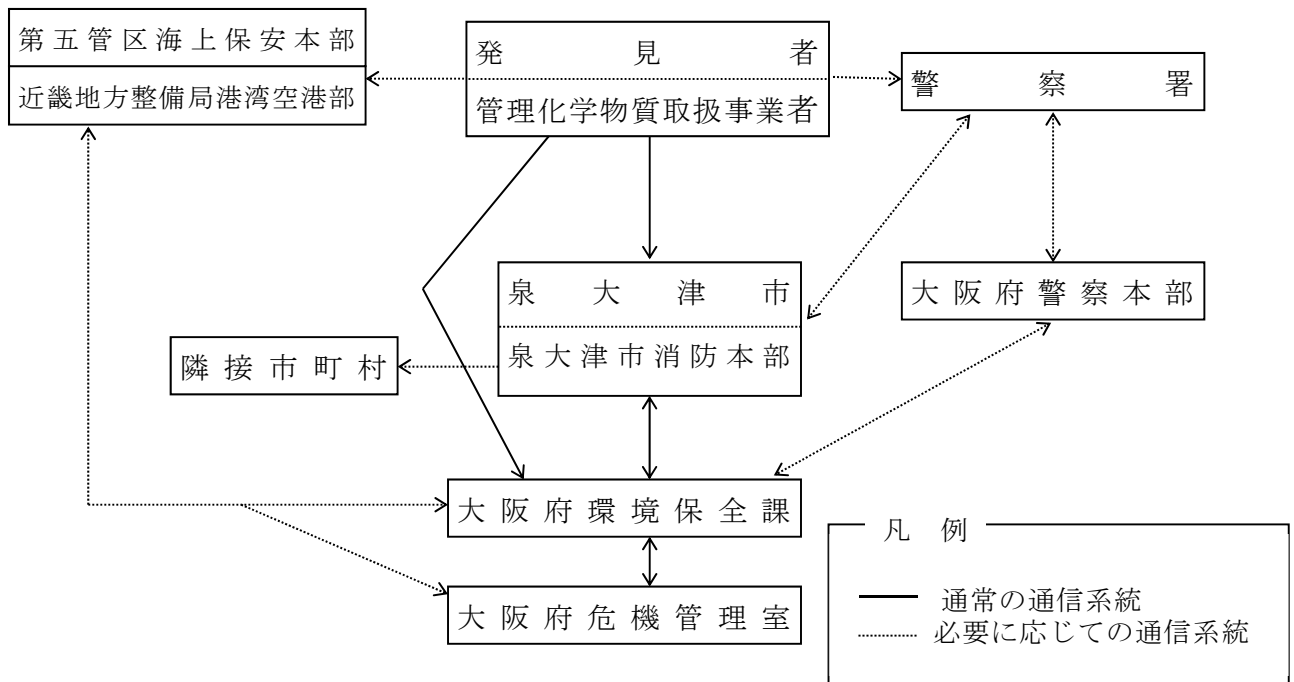 第五管区海上保安本部
近畿地方整備局港湾空港部
発見者
管理化学物質取扱事業者
警察署
泉大津市
泉大津市消防本部
大阪府警察本部
隣接市町村
大阪府環境保全課
大阪府危機管理室
凡例
通常の通信系統
必要に応じての通信系統